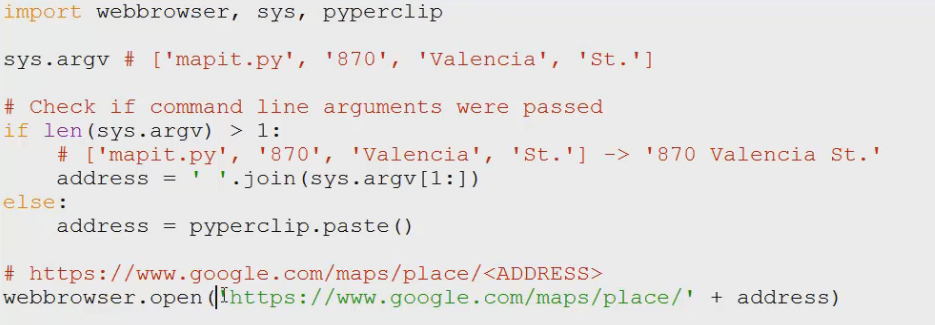 import webbrowser, sys, pyperclip
sys.argv # ['mapit.py', '870', 'Valencia', 'St.']
# Check if command line arguments were passed
if len(sys.argv) > 1:
    # ['mapit.py', '870', 'Valencia', 'St.'] -> '870 Valencia St.'
    address = ' '.join(sys.argv[1:])
else:
    address = pyperclip.paste()
# https://www.google.com/maps/place/<ADDRESS>
webbrowser.open('https://www.google.com/maps/place/' + address)